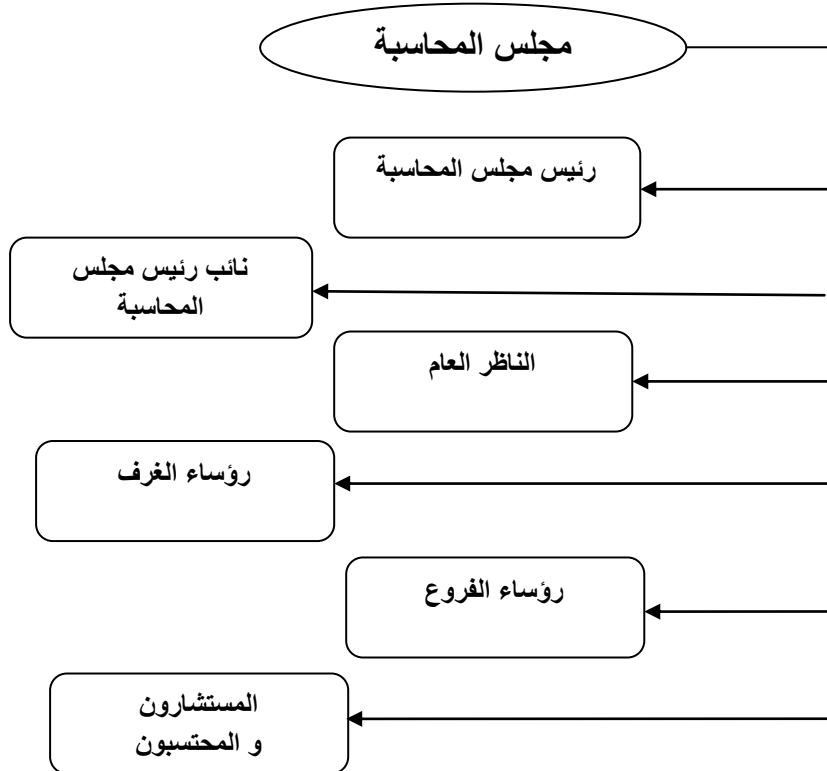 مجلس المحاسبة
رئيس مجلس المحاسبة
نائب رئيس مجلس
المحاسبة
الناظر العام
رؤساء الغرف
رؤساء الفروع
المستشارون
و المحتسبون